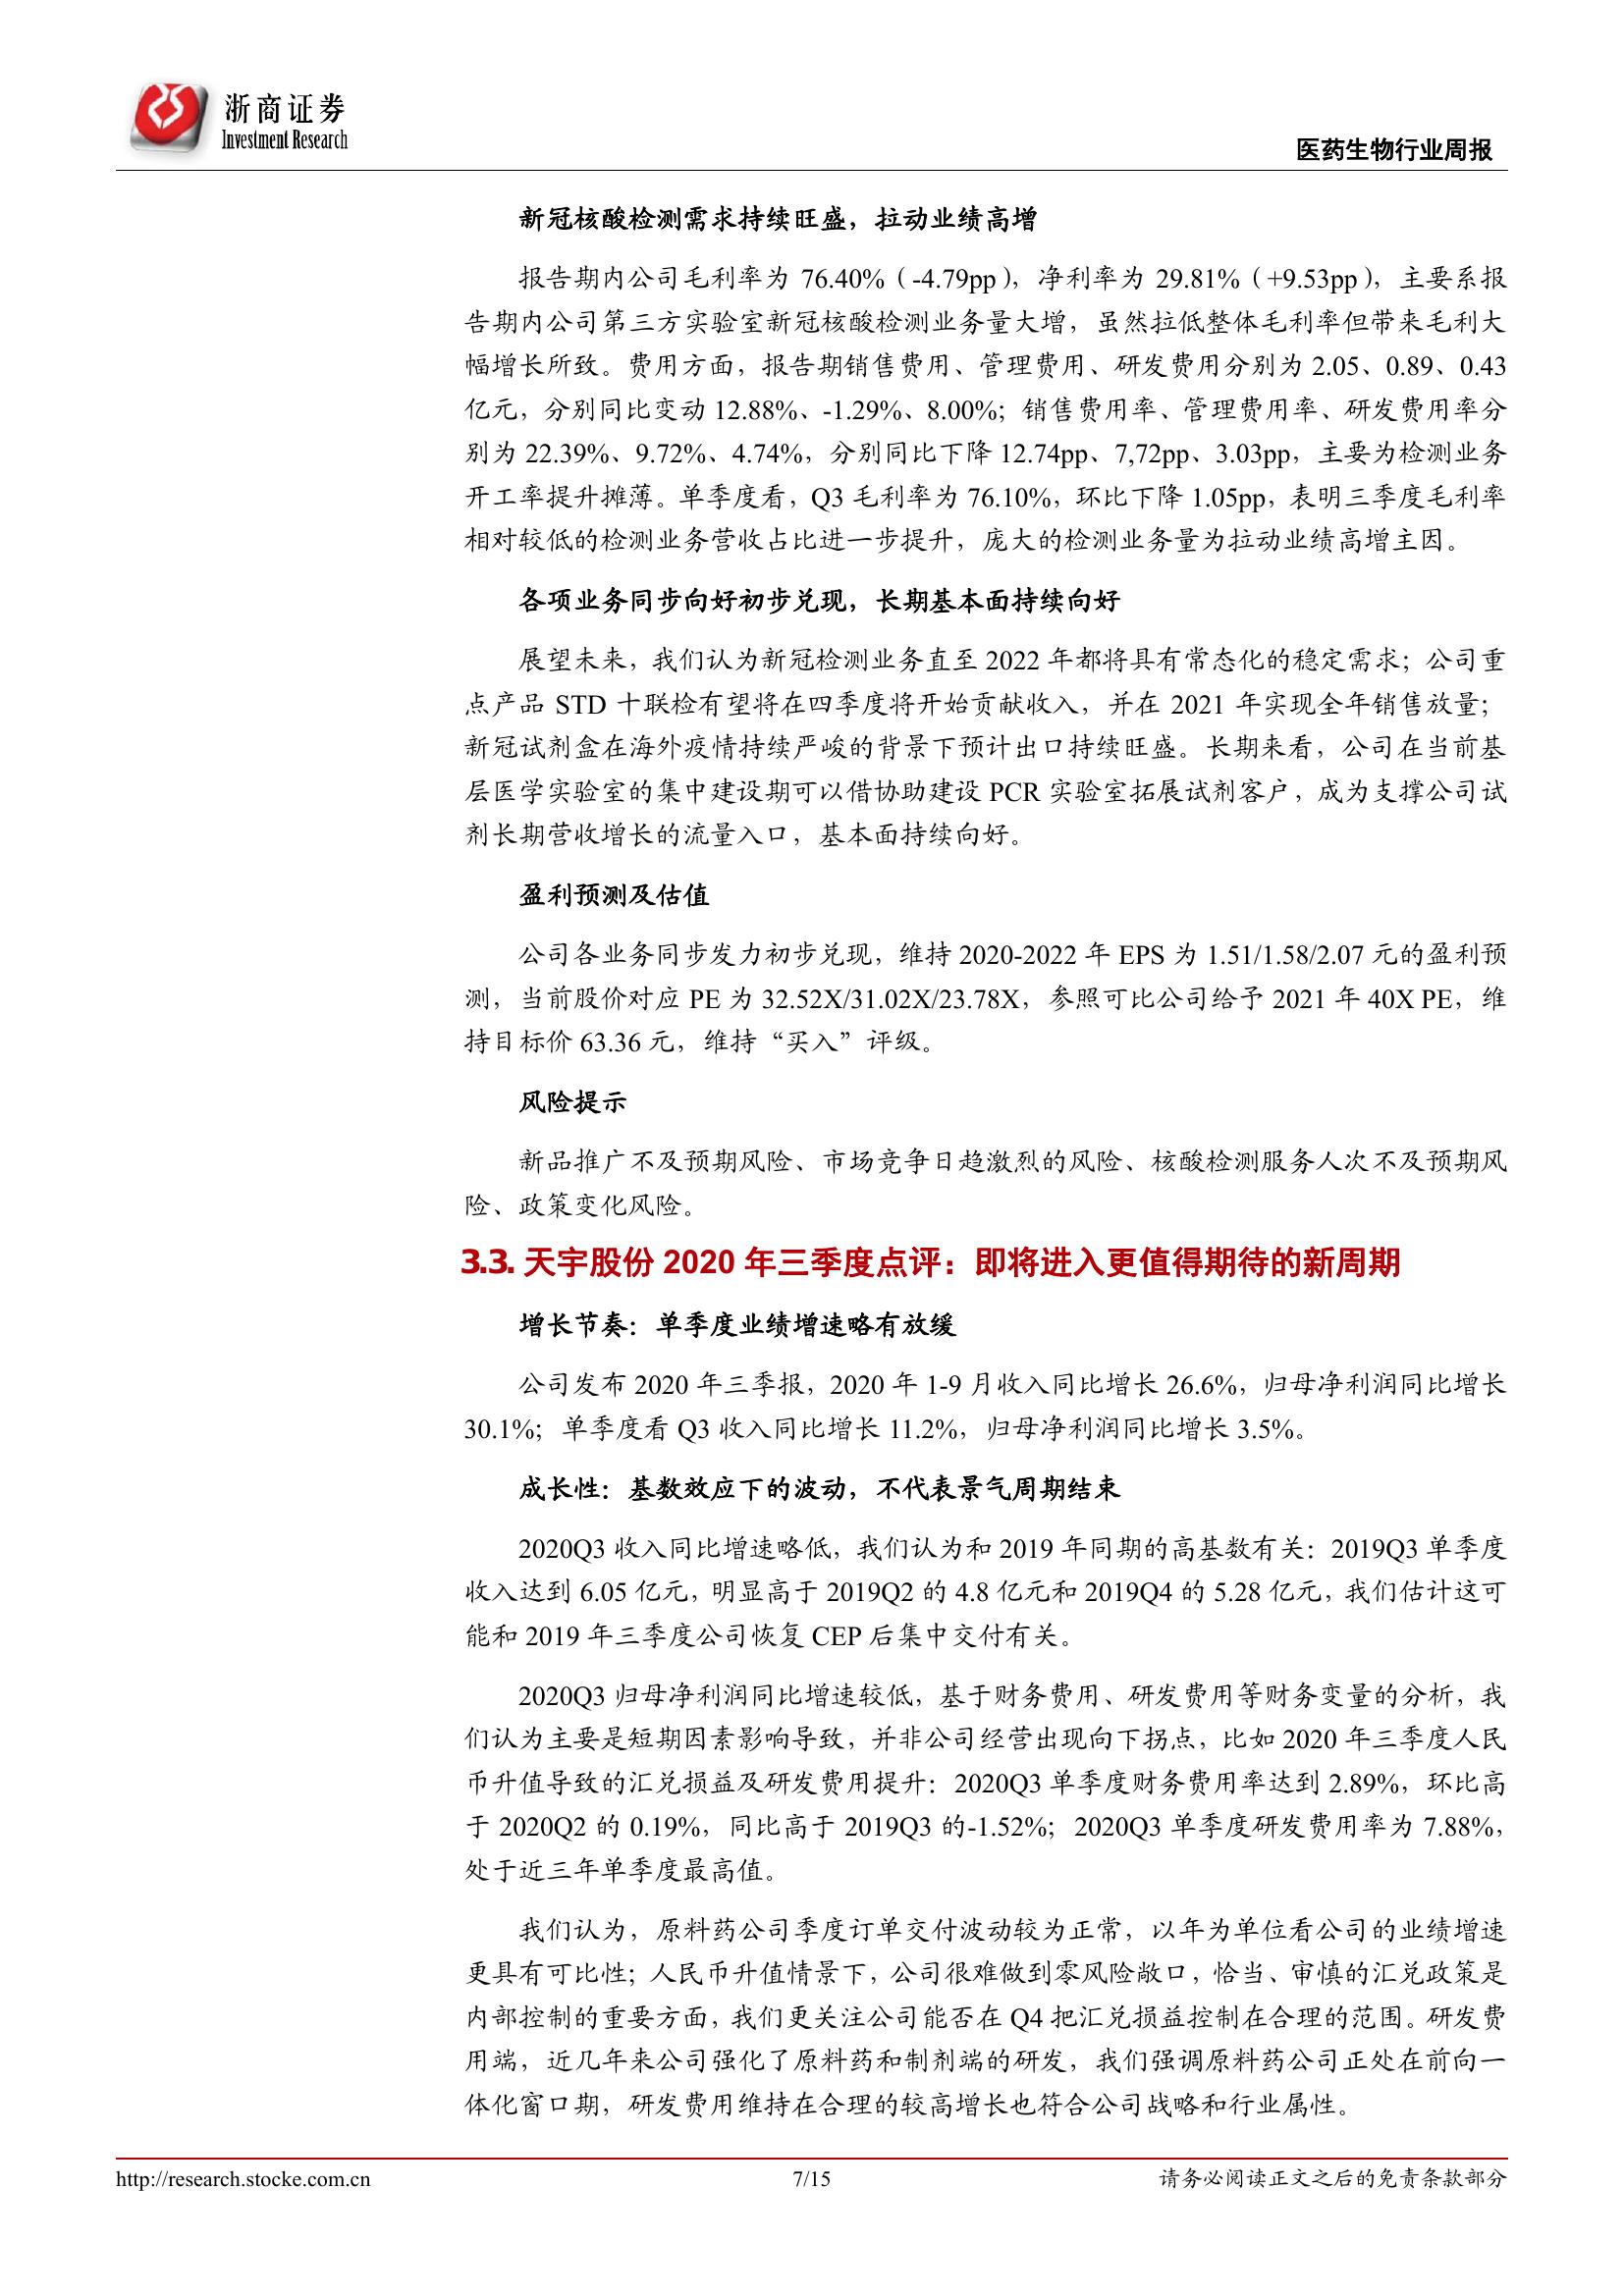 浙商证券
Investment Research
医药生物行业周报
新冠核酸检测需求持续旺盛，拉动业绩高增
报告期内公司毛利率为 76.40%（-4.79pp），净利率为 29.81%（+9.53pp），主要系报
告期内公司第三方实验室新冠核酸检测业务量大增，虽然拉低整体毛利率但带来毛利大
幅增长所致。费用方面，报告期销售费用、管理费用、研发费用分别为 2.05、0.89、0.43
亿元，分别同比变动 12.88%、-1.29%、8.00%；销售费用率、管理费用率、研发费用率分
别为 22.39%、9.72%、4.74%，分别同比下降 12.74pp、7,72pp、3.03pp，主要为检测业务
开工率提升摊薄。单季度看，Q3 毛利率为 76.10%，环比下降 1.05pp，表明三季度毛利率
相对较低的检测业务营收占比进一步提升，庞大的检测业务量为拉动业绩高增主因。
各项业务同步向好初步兑现，长期基本面持续向好
展望未来，我们认为新冠检测业务直至 2022 年都将具有常态化的稳定需求；公司重
点产品 STD 十联检有望将在四季度将开始贡献收入，并在 2021 年实现全年销售放量；
新冠试剂盒在海外疫情持续严峻的背景下预计出口持续旺盛。长期来看，公司在当前基
层医学实验室的集中建设期可以借协助建设 PCR 实验室拓展试剂客户，成为支撑公司试
剂长期营收增长的流量入口，基本面持续向好。
盈利预测及估值
公司各业务同步发力初步兑现，维持 2020-2022 年 EPS 为 1.51/1.58/2.07 元的盈利预
测，当前股价对应 PE 为 32.52X/31.02X/23.78X，参照可比公司给予 2021 年 40X PE，维
持目标价 63.36 元，维持“买入”评级。
风险提示
新品推广不及预期风险、市场竞争日趋激烈的风险、核酸检测服务人次不及预期风
险、政策变化风险。
3.3. 天宇股份 2020 年三季度点评：即将进入更值得期待的新周期
增长节奏：单季度业绩增速略有放缓
公司发布 2020 年三季报，2020 年 1-9 月收入同比增长 26.6%，归母净利润同比增长
30.1%；单季度看 Q3 收入同比增长 11.2%，归母净利润同比增长 3.5%。
成长性：基数效应下的波动，不代表景气周期结束
2020Q3 收入同比增速略低，我们认为和 2019 年同期的高基数有关：2019Q3 单季度
收入达到 6.05 亿元，明显高于 2019Q2 的 4.8 亿元和 2019Q4 的 5.28 亿元，我们估计这可
能和 2019 年三季度公司恢复 CEP 后集中交付有关。
2020Q3 归母净利润同比增速较低，基于财务费用、研发费用等财务变量的分析，我
们认为主要是短期因素影响导致，并非公司经营出现向下拐点，比如 2020 年三季度人民
币升值导致的汇兑损益及研发费用提升：2020Q3 单季度财务费用率达到 2.89%，环比高
于 2020Q2 的 0.19%，同比高于 2019Q3 的-1.52%；2020Q3 单季度研发费用率为 7.88%，
处于近三年单季度最高值。
我们认为，原料药公司季度订单交付波动较为正常，以年为单位看公司的业绩增速
更具有可比性；人民币升值情景下，公司很难做到零风险敞口，恰当、审慎的汇兑政策是
内部控制的重要方面，我们更关注公司能否在 Q4 把汇兑损益控制在合理的范围。研发费
用端，近几年来公司强化了原料药和制剂端的研发，我们强调原料药公司正处在前向一
体化窗口期，研发费用维持在合理的较高增长也符合公司战略和行业属性。
http://research.stocke.com.cn
7/15
请务必阅读正文之后的免责条款部分